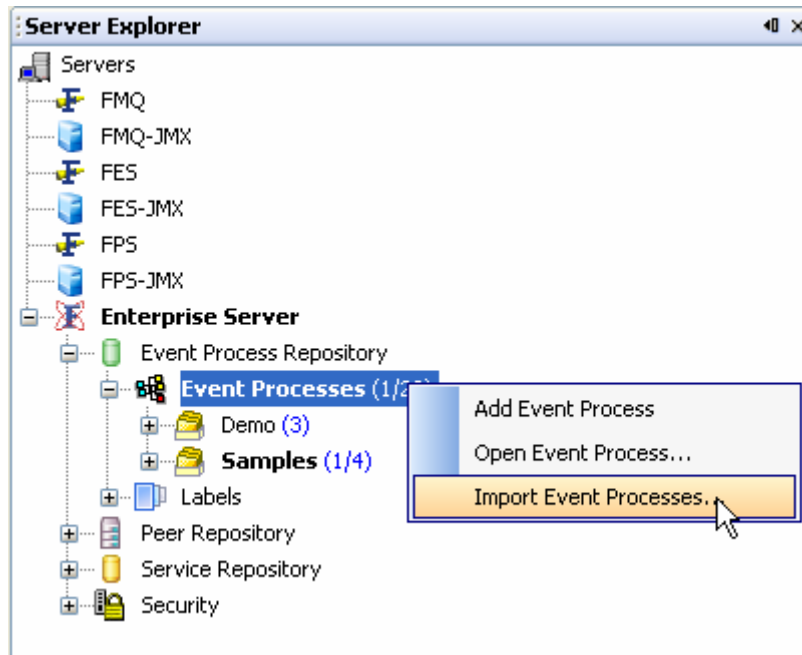 Server Explorer
Servers
FMQ
FMQ-JMX
FES
FES-JMX
FPS
FPS-JMX
Enterprise Server
Event Process Repository
Event Processes
Add Event Process
Demo (3)
Open Event Process...
Samples (1/4)
Import Event Processes...
Labels
Peer Repository
Service Repository
Security